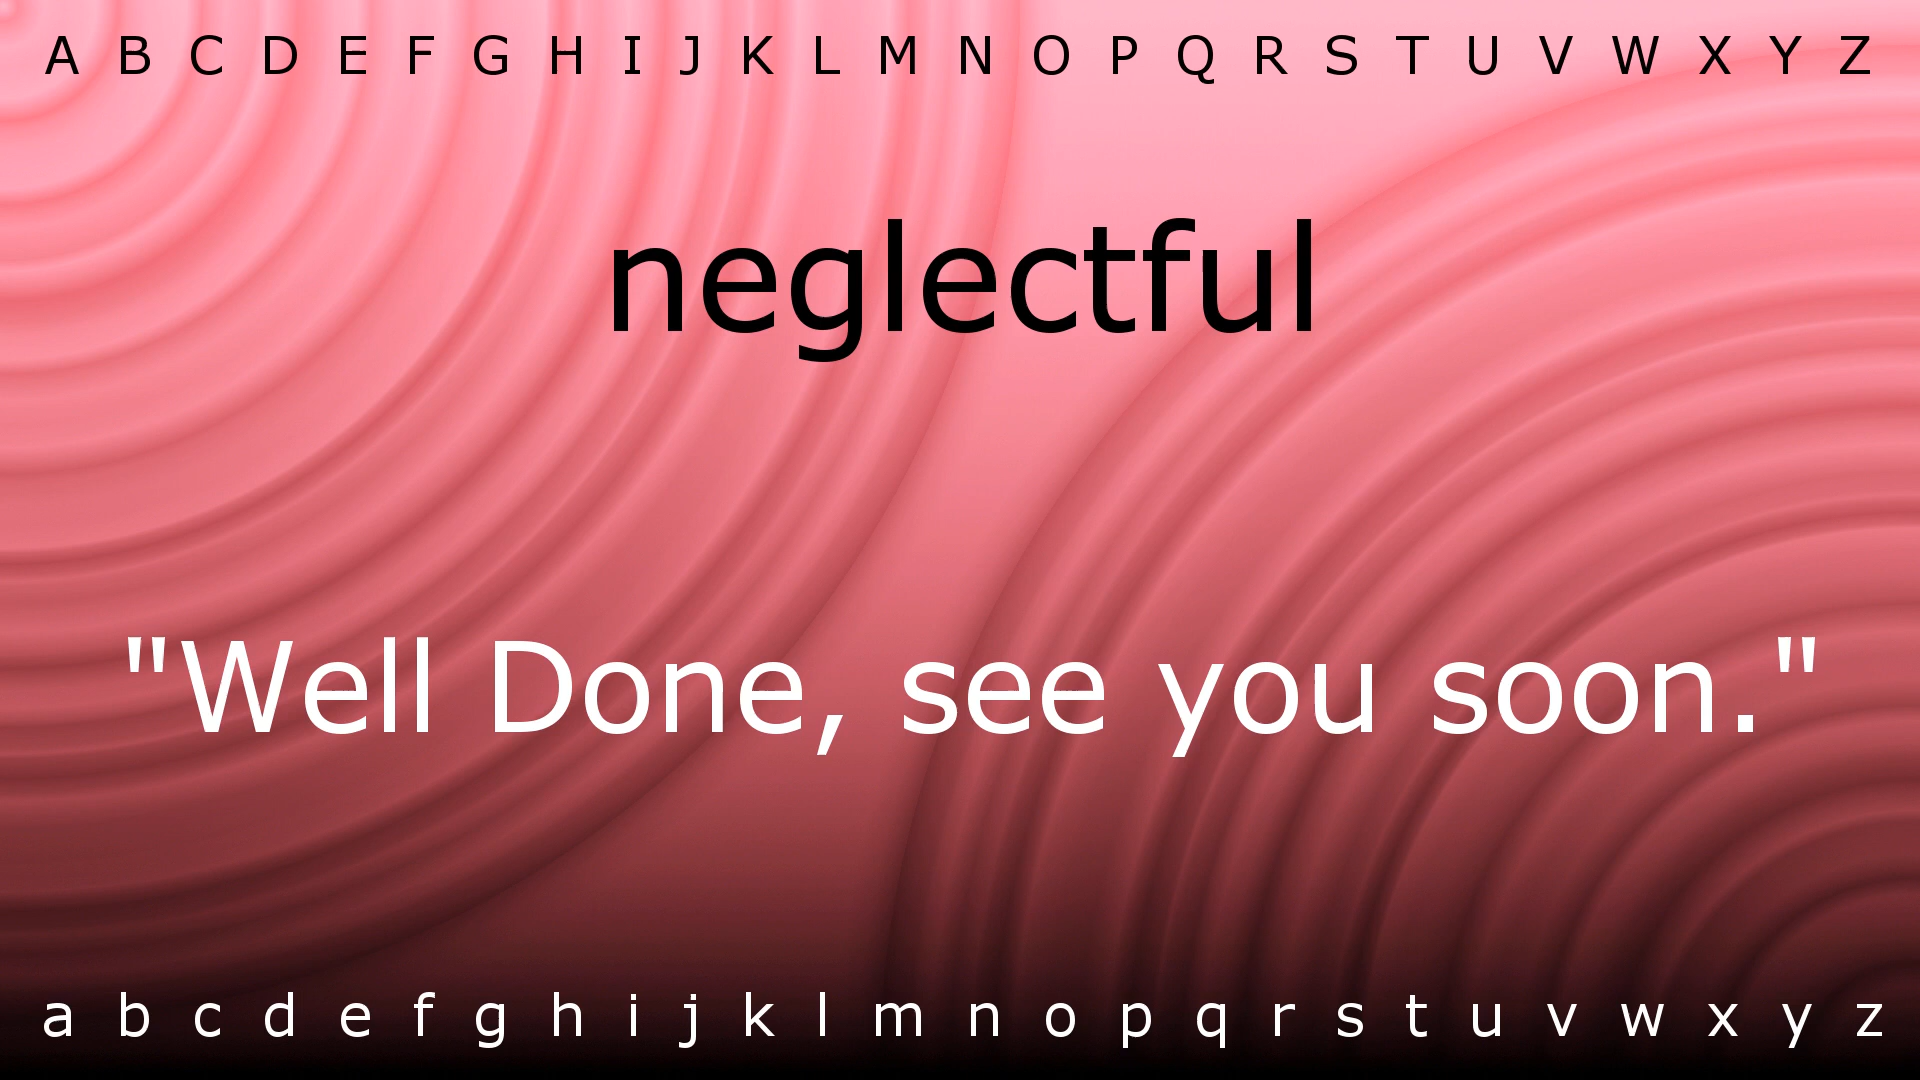 A B C D E F G H I J K L M N O P Q R S T U V W X Y Z
neglectful
"Well Done, see you soon."
a b c d e f g h i j k l m n o p q r s t u v w x y z